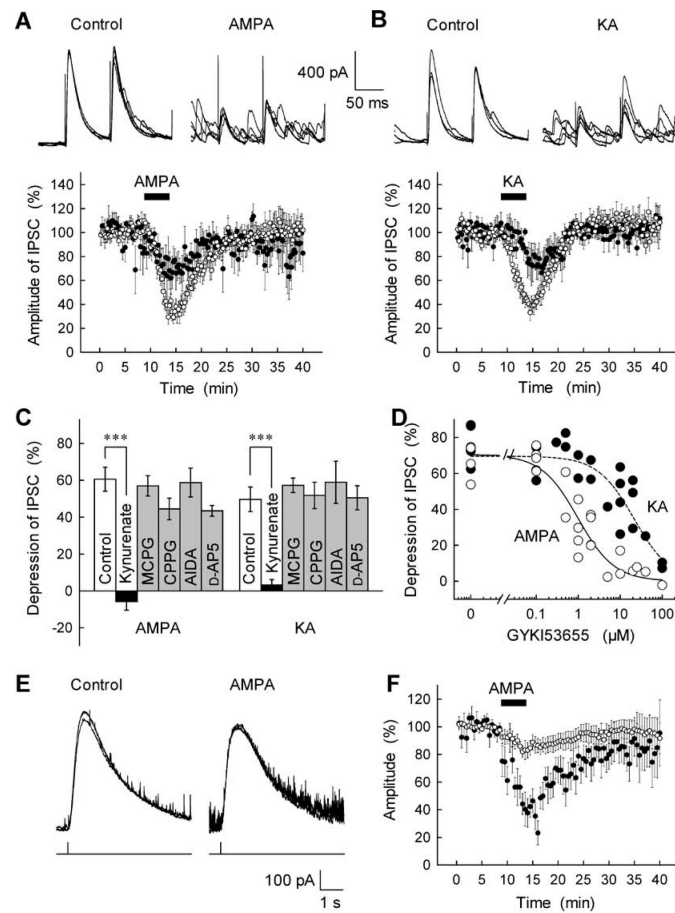 A
Control
AMPA
400 pA
50 ms
B
Control
KA
Amplitude of IPSC (%)
140
120
100
80
60
40
20
0
AMPA
0 5 10 15 20 25 30 35 40
Time (min)
Amplitude of IPSC (%)
140
120
100
80
60
40
20
0
KA
0 5 10 15 20 25 30 35 40
Time (min)
C
Depression of IPSC (%)
80
60
40
20
0
-20
***
Control
Kynurenate
MCPG
CPPG
AIDA
D-AP5
AMPA
***
Control
Kynurenate
MCPG
CPPG
AIDA
D-AP5
KA
D
Depression of IPSC (%)
80
60
40
20
0
AMPA
KA
0 0.1 1 10 100
GYKI53655 (μM)
E
Control
AMPA
100 pA
1 s
F
Amplitude (%)
120
100
80
60
40
20
0
AMPA
0 5 10 15 20 25 30 35 40
Time (min)